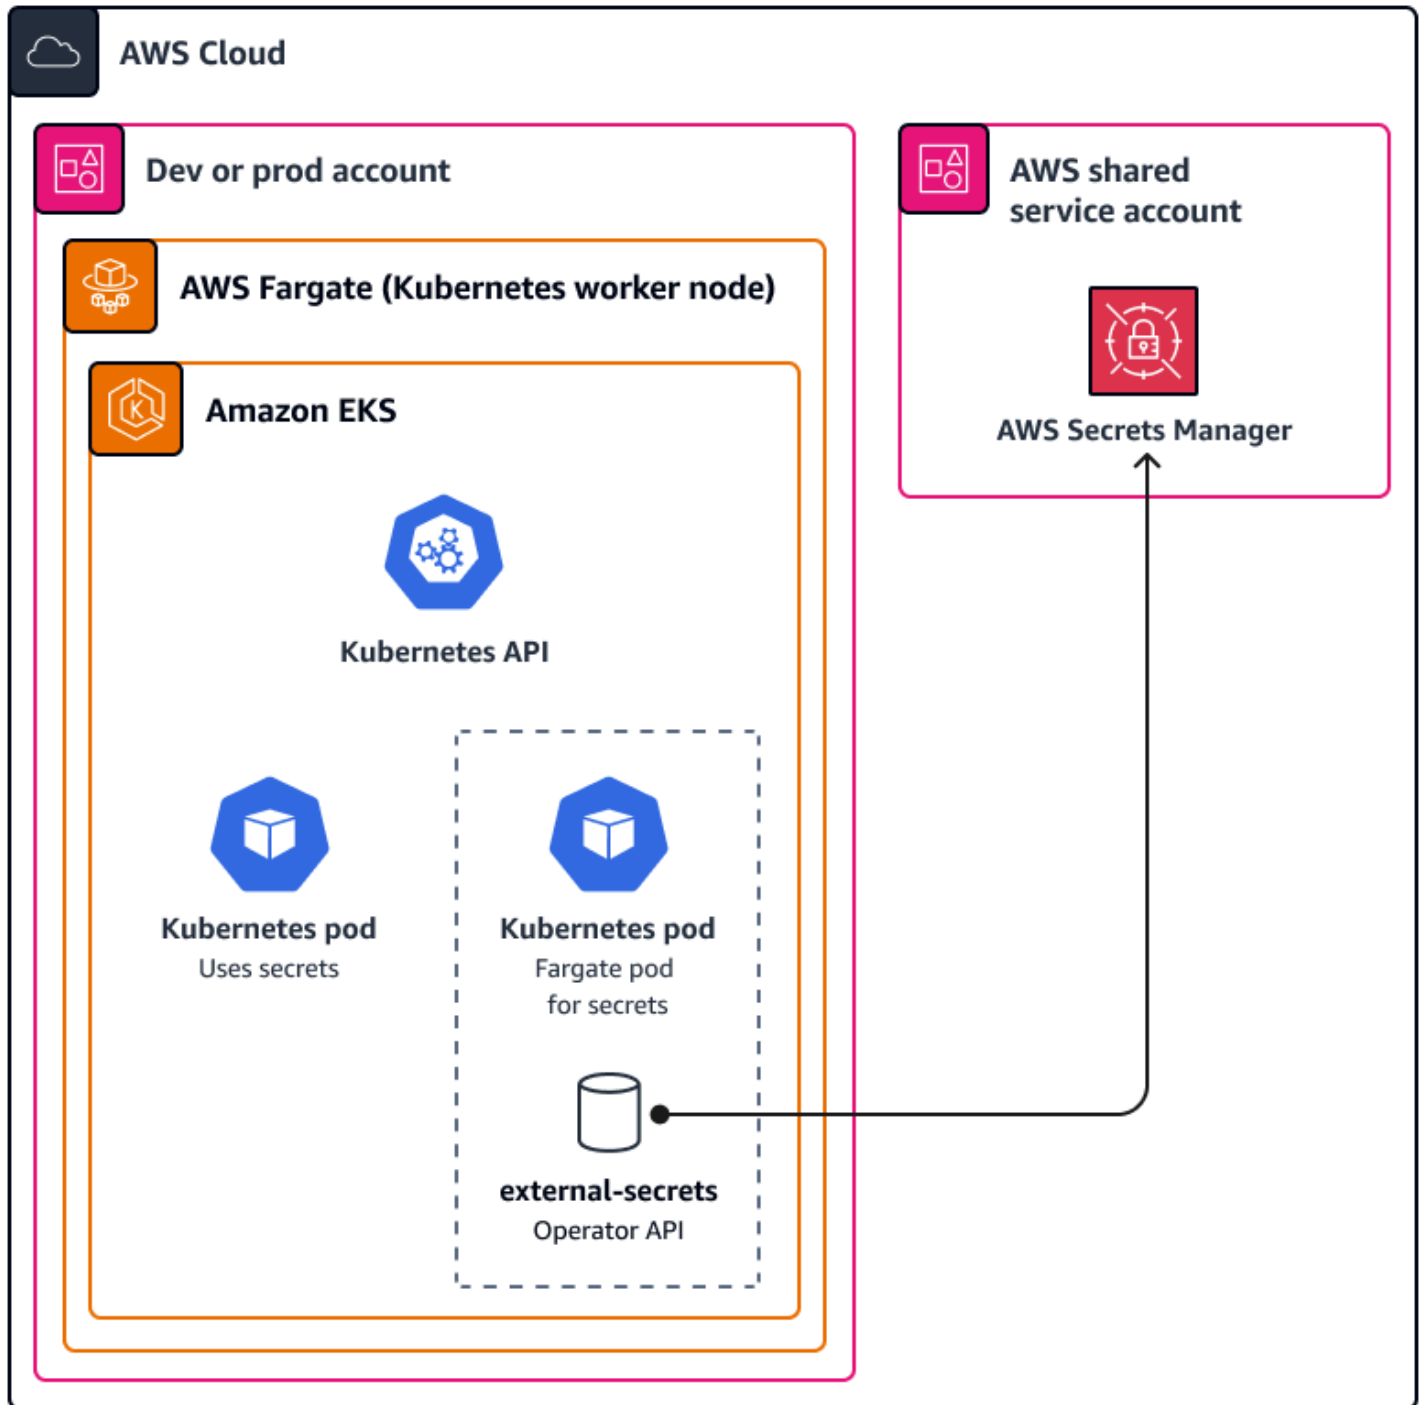 AWS Cloud
Dev or prod account
AWS shared
service account
AWS Fargate (Kubernetes worker node)
Amazon EKS
K
AWS Secrets Manager
Kubernetes API
Kubernetes pod
Uses secrets
Kubernetes pod
Fargate pod
for secrets
external-secrets
Operator API